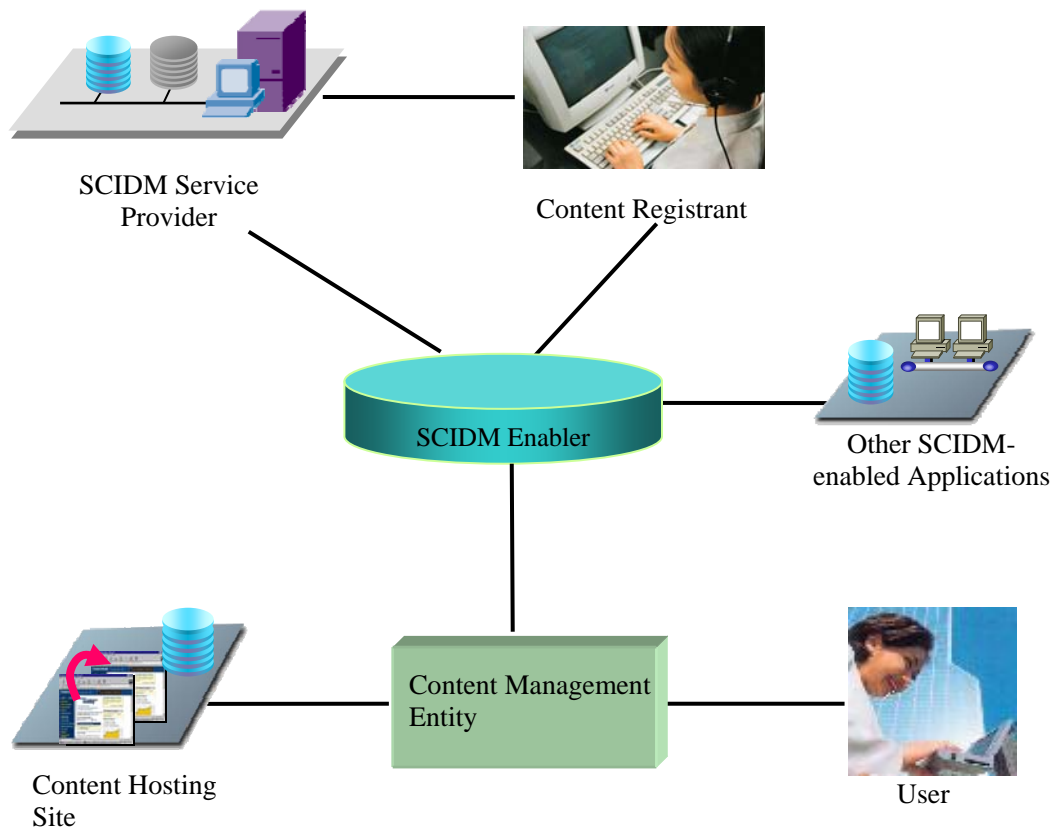 SCIDM Service
Provider
Content Registrant
SCIDM Enabler
Other SCIDM-
enabled Applications
Content Management
Entity
Content Hosting
Site
User